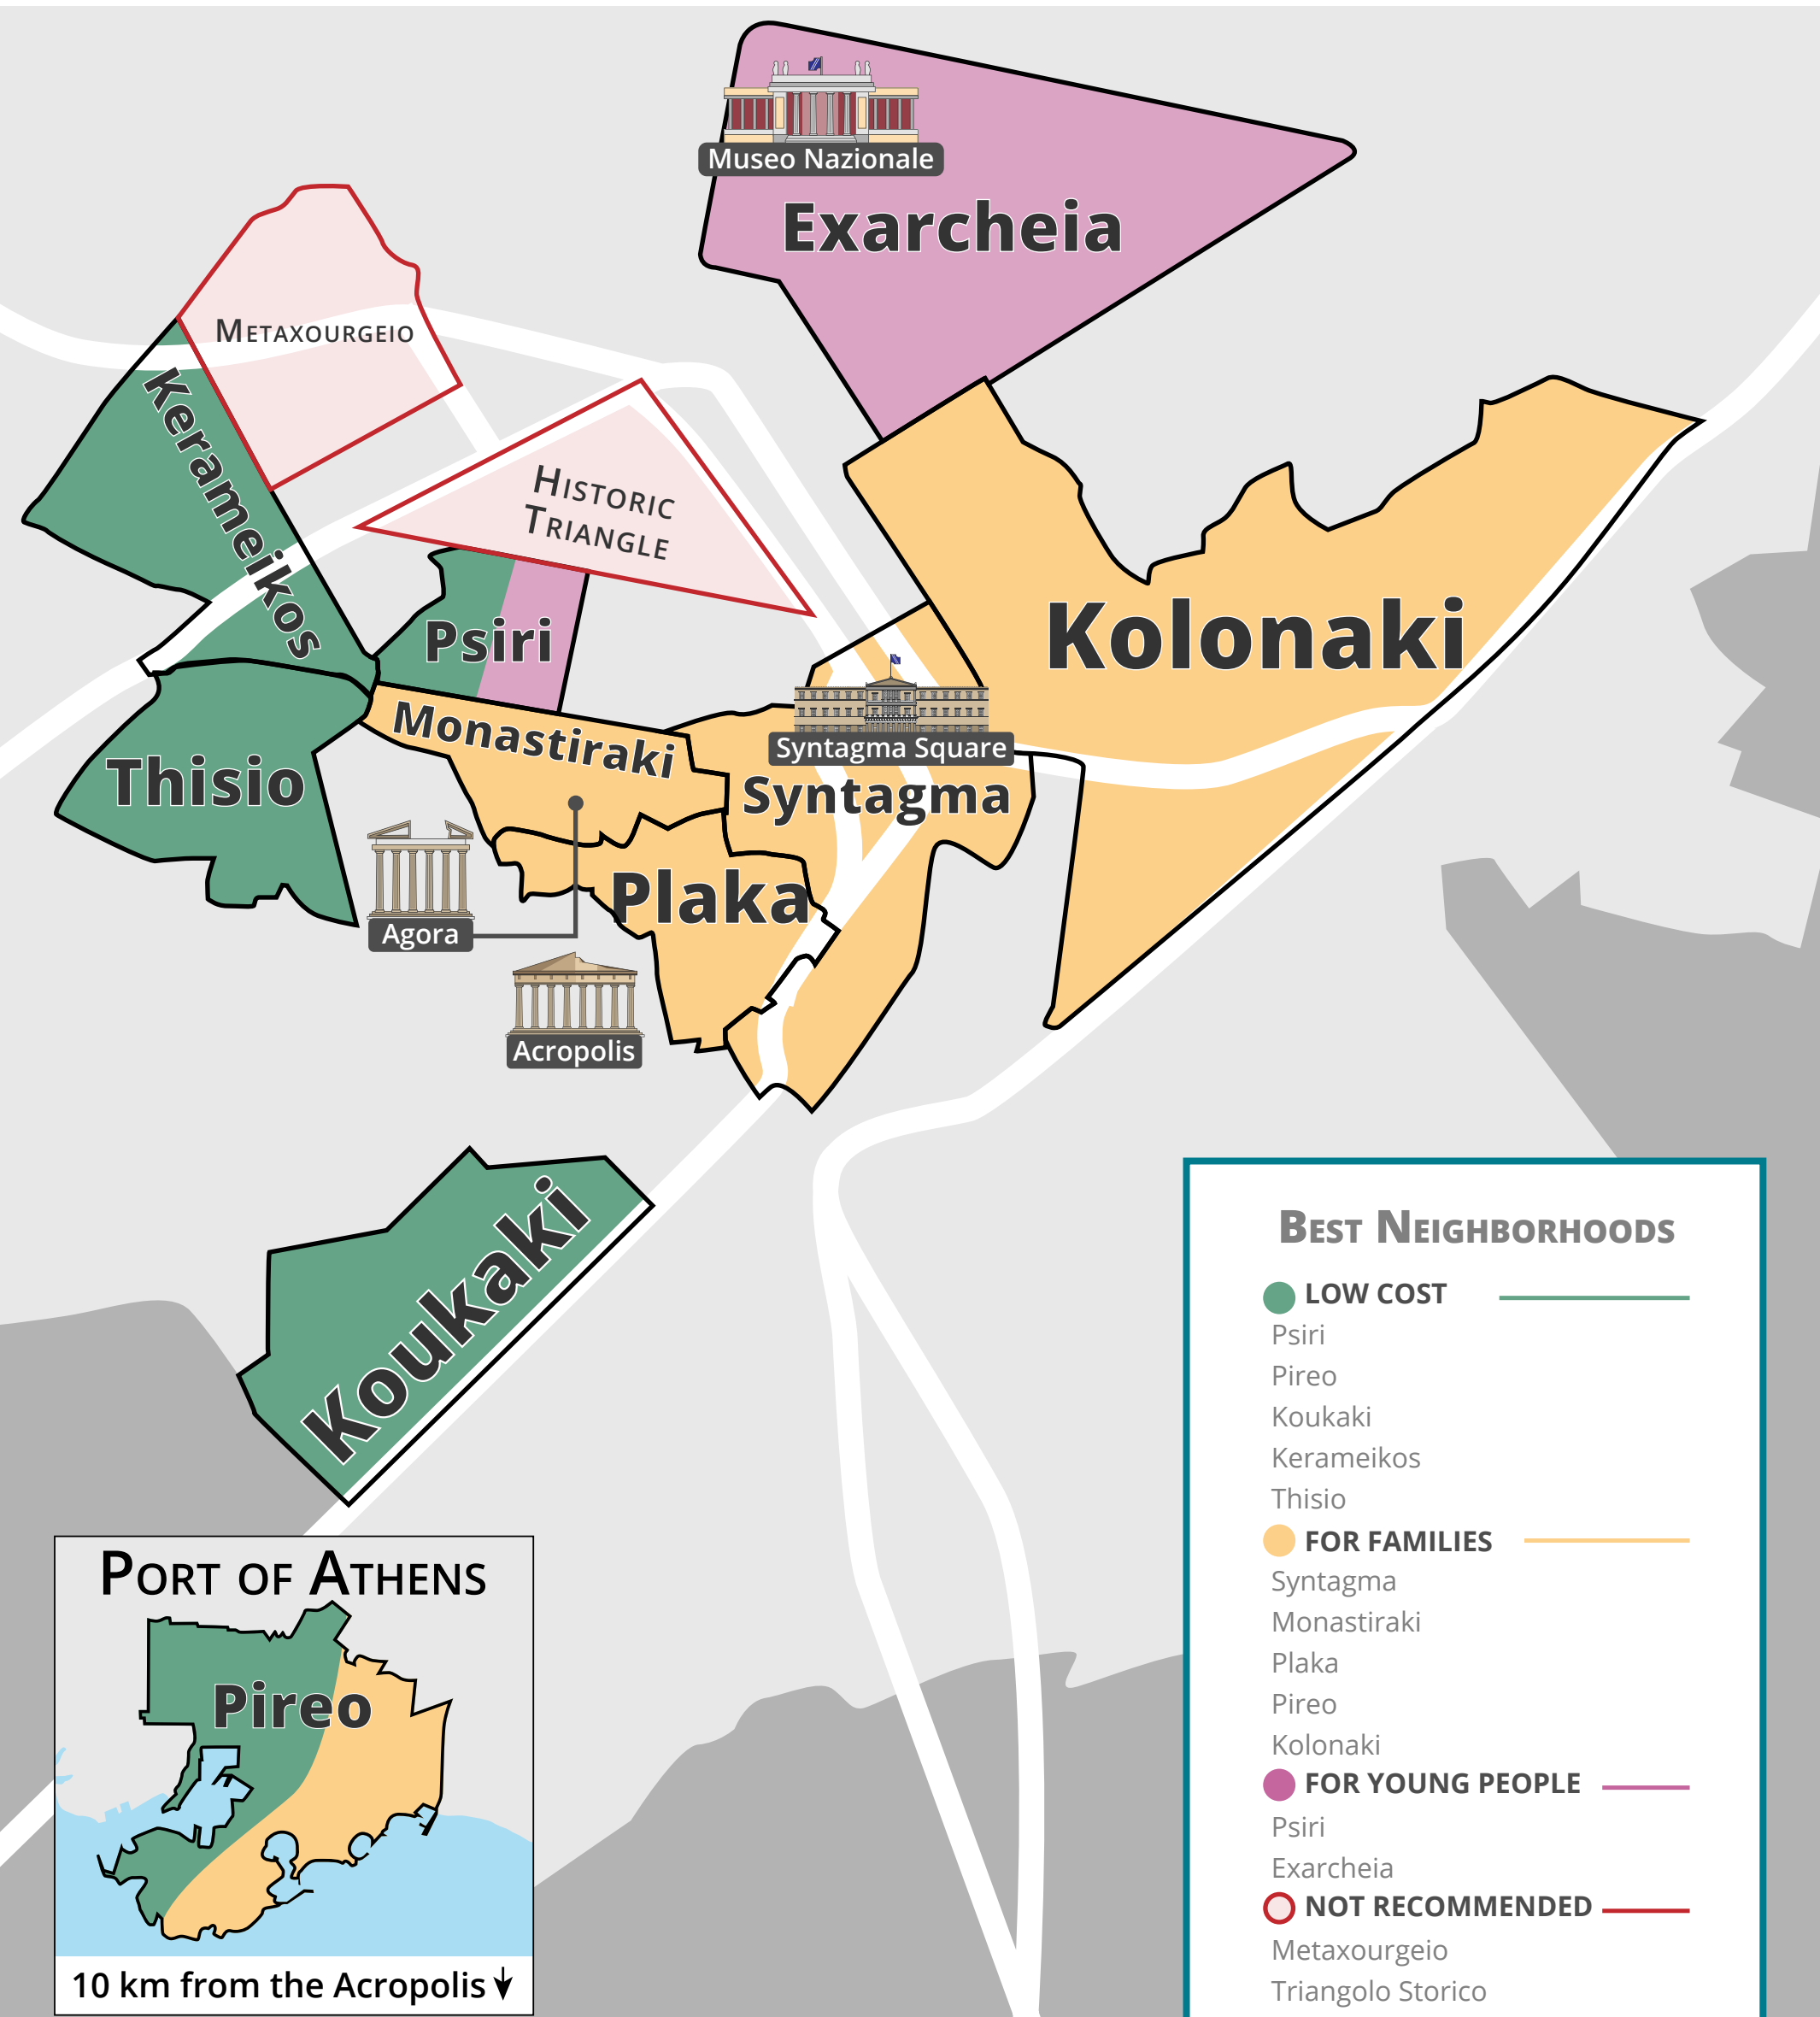 Museo Nazionale
Exarcheia
METAXOURGEIO
Kerameikos
HISTORIC
TRIANGLE
Psiri
Kolonaki
Monastiraki
Syntagma Square
Thisio
Syntagma
Plaka
Agora
Acropolis
Koukaki
PORT OF ATHENS
Pireo
10 km from the Acropolis
BEST NEIGHBORHOODS
LOW COST
Psiri
Pireo
Koukaki
Kerameikos
Thisio
FOR FAMILIES
Syntagma
Monastiraki
Plaka
Pireo
Kolonaki
FOR YOUNG PEOPLE
Psiri
Exarcheia
NOT RECOMMENDED
Metaxourgeio
Triangolo Storico